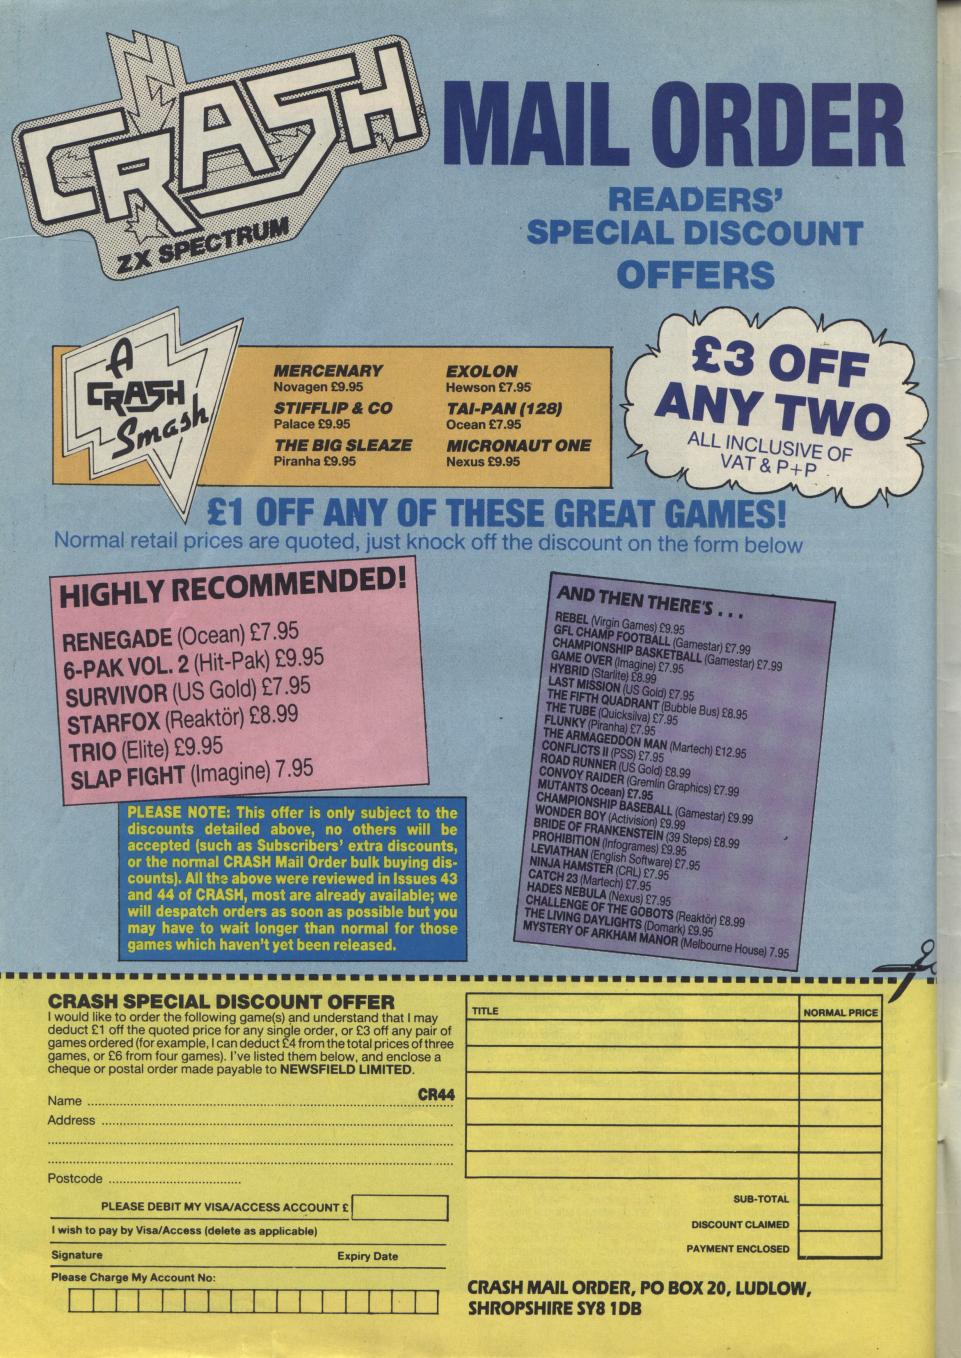 CRASH
ZX SPECTRUM
MAIL ORDER
READERS'
SPECIAL DISCOUNT
OFFERS
A
CRASH
Smash
MERCENARY
Novagen £9.95
STIFFLIP & CO
Palace £9.95
THE BIG SLEAZE
Piranha £9.95
EXOLON
Hewson £7.95
TAI-PAN (128)
Ocean £7.95
MICRONAUT ONE
Nexus £9.95
£3 OFF
ANY TWO
ALL INCLUSIVE OF
VAT & P+P
£1 OFF ANY OF THESE GREAT GAMES!
Normal retail prices are quoted, just knock off the discount on the form below
HIGHLY RECOMMENDED!
RENEGADE (Ocean) £7.95
6-PAK VOL. 2 (Hit-Pak) £9.95
SURVIVOR (US Gold) £7.95
STARFOX (Reaktör) £8.99
TRIO (Elite) £9.95
SLAP FIGHT (Imagine) 7.95
AND THEN THERE'S . . .
REBEL (Virgin Games) £9.95
GFL CHAMP FOOTBALL (Gamestar) £7.99
CHAMPIONSHIP BASKETBALL (Gamestar) £7.99
GAME OVER (Imagine) £7.95
HYBRID (Starlite) £8.99
LAST MISSION (US Gold) £7.95
THE FIFTH QUADRANT (Bubble Bus) £8.95
THE TUBE (Quicksilva) £7.95
FLUNKY (Piranha) £7.95
THE ARMAGEDDON MAN (Martech) £12.95
CONFLICTS II (PSS) £7.95
ROAD RUNNER (US Gold) £8.99
CONVOY RAIDER (Gremlin Graphics) £7.99
MUTANTS Ocean) £7.95
CHAMPIONSHIP BASEBALL (Gamestar) £9.99
WONDER BOY (Activision) £9.99
BRIDE OF FRANKENSTEIN (39 Steps) £8.99
PROHIBITION (Infogrames) £9.95
LEVIATHAN (English Software) £7.95
NINJA HAMSTER (CRL) £7.95
CATCH 23 (Martech) £7.95
HADES NEBULA (Nexus) £7.95
CHALLENGE OF THE GOBOTS (Reaktör) £8.99
THE LIVING DAYLIGHTS (Domark) £9.95
MYSTERY OF ARKHAM MANOR (Melbourne House) 7.95
PLEASE NOTE: This offer is only subject to the
discounts detailed above, no others will be
accepted (such as Subscribers' extra discounts,
or the normal CRASH Mail Order bulk buying dis-
counts). All the above were reviewed in Issues 43
and 44 of CRASH, most are already available; we
will despatch orders as soon as possible but you
may have to wait longer than normal for those
games which haven't yet been released.
CRASH SPECIAL DISCOUNT OFFER
I would like to order the following game(s) and understand that I may
deduct £1 off the quoted price for any single order, or £3 off any pair of
games ordered (for example, I can deduct £4 from the total prices of three
games, or £6 from four games). I've listed them below, and enclose a
cheque or postal order made payable to NEWSFIELD LIMITED.
CR44
Name
Address
Postcode
PLEASE DEBIT MY VISA/ACCESS ACCOUNT £
I wish to pay by Visa/Access (delete as applicable)
Signature Expiry Date
Please Charge My Account No:
TITLE NORMAL PRICE
SUB-TOTAL
DISCOUNT CLAIMED
PAYMENT ENCLOSED
CRASH MAIL ORDER, PO BOX 20, LUDLOW,
SHROPSHIRE SY8 1DB